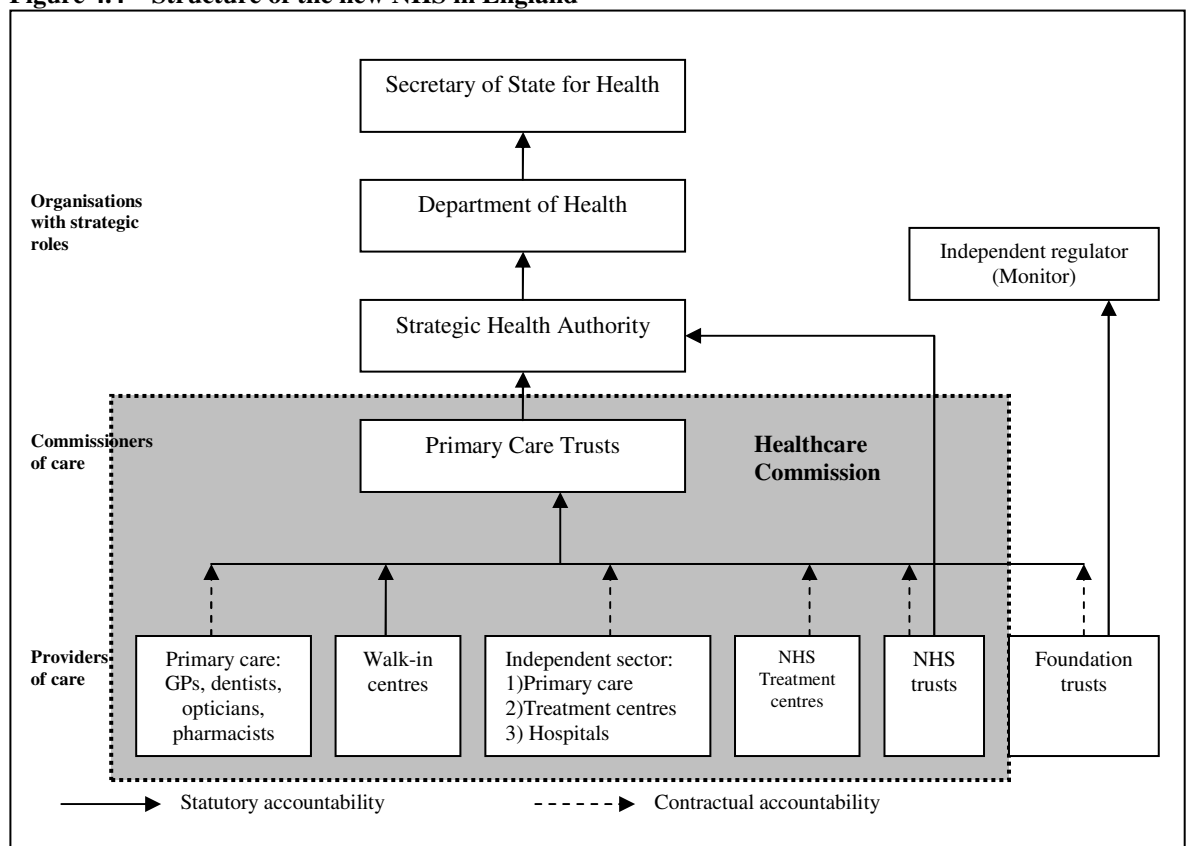 Figure 4.4 Structure of the new NHS in England
Secretary of State for Health
Organisations
with strategic
roles
Department of Health
Independent regulator
(Monitor)
Strategic Health Authority
Commissioners
of care
Primary Care Trusts
Healthcare
Commission
Providers
of care
Primary care:
GPs, dentists,
opticians,
pharmacists
Walk-in
centres
Independent sector:
1)Primary care
2)Treatment centres
3) Hospitals
NHS
Treatment
centres
NHS
trusts
Foundation
trusts
Statutory accountability
Contractual accountability